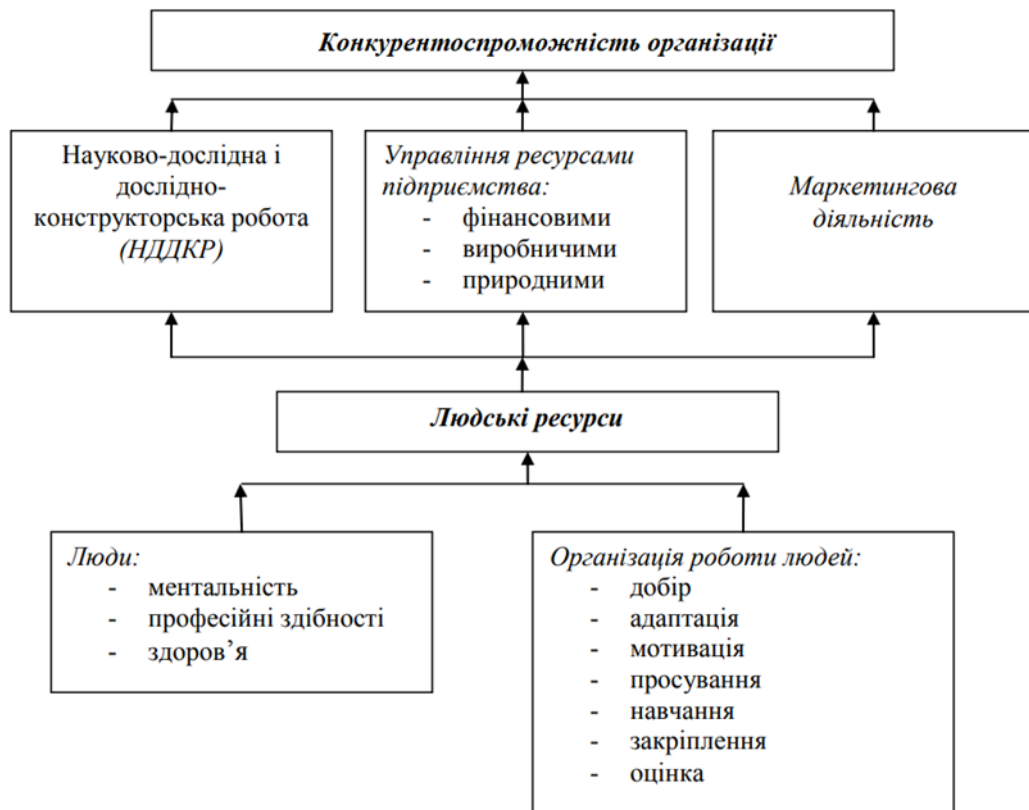 Конкурентоспроможність організації
Науково-дослідна і
дослідно-
конструкторська робота
(НДДКР)
Управління ресурсами
підприємства:
- фінансовими
- виробничими
- природними
Маркетингова
діяльність
Людські ресурси
Люди:
- ментальність
- професійні здібності
- здоров’я
Організація роботи людей:
- добір
- адаптація
- мотивація
- просування
- навчання
- закріплення
- оцінка